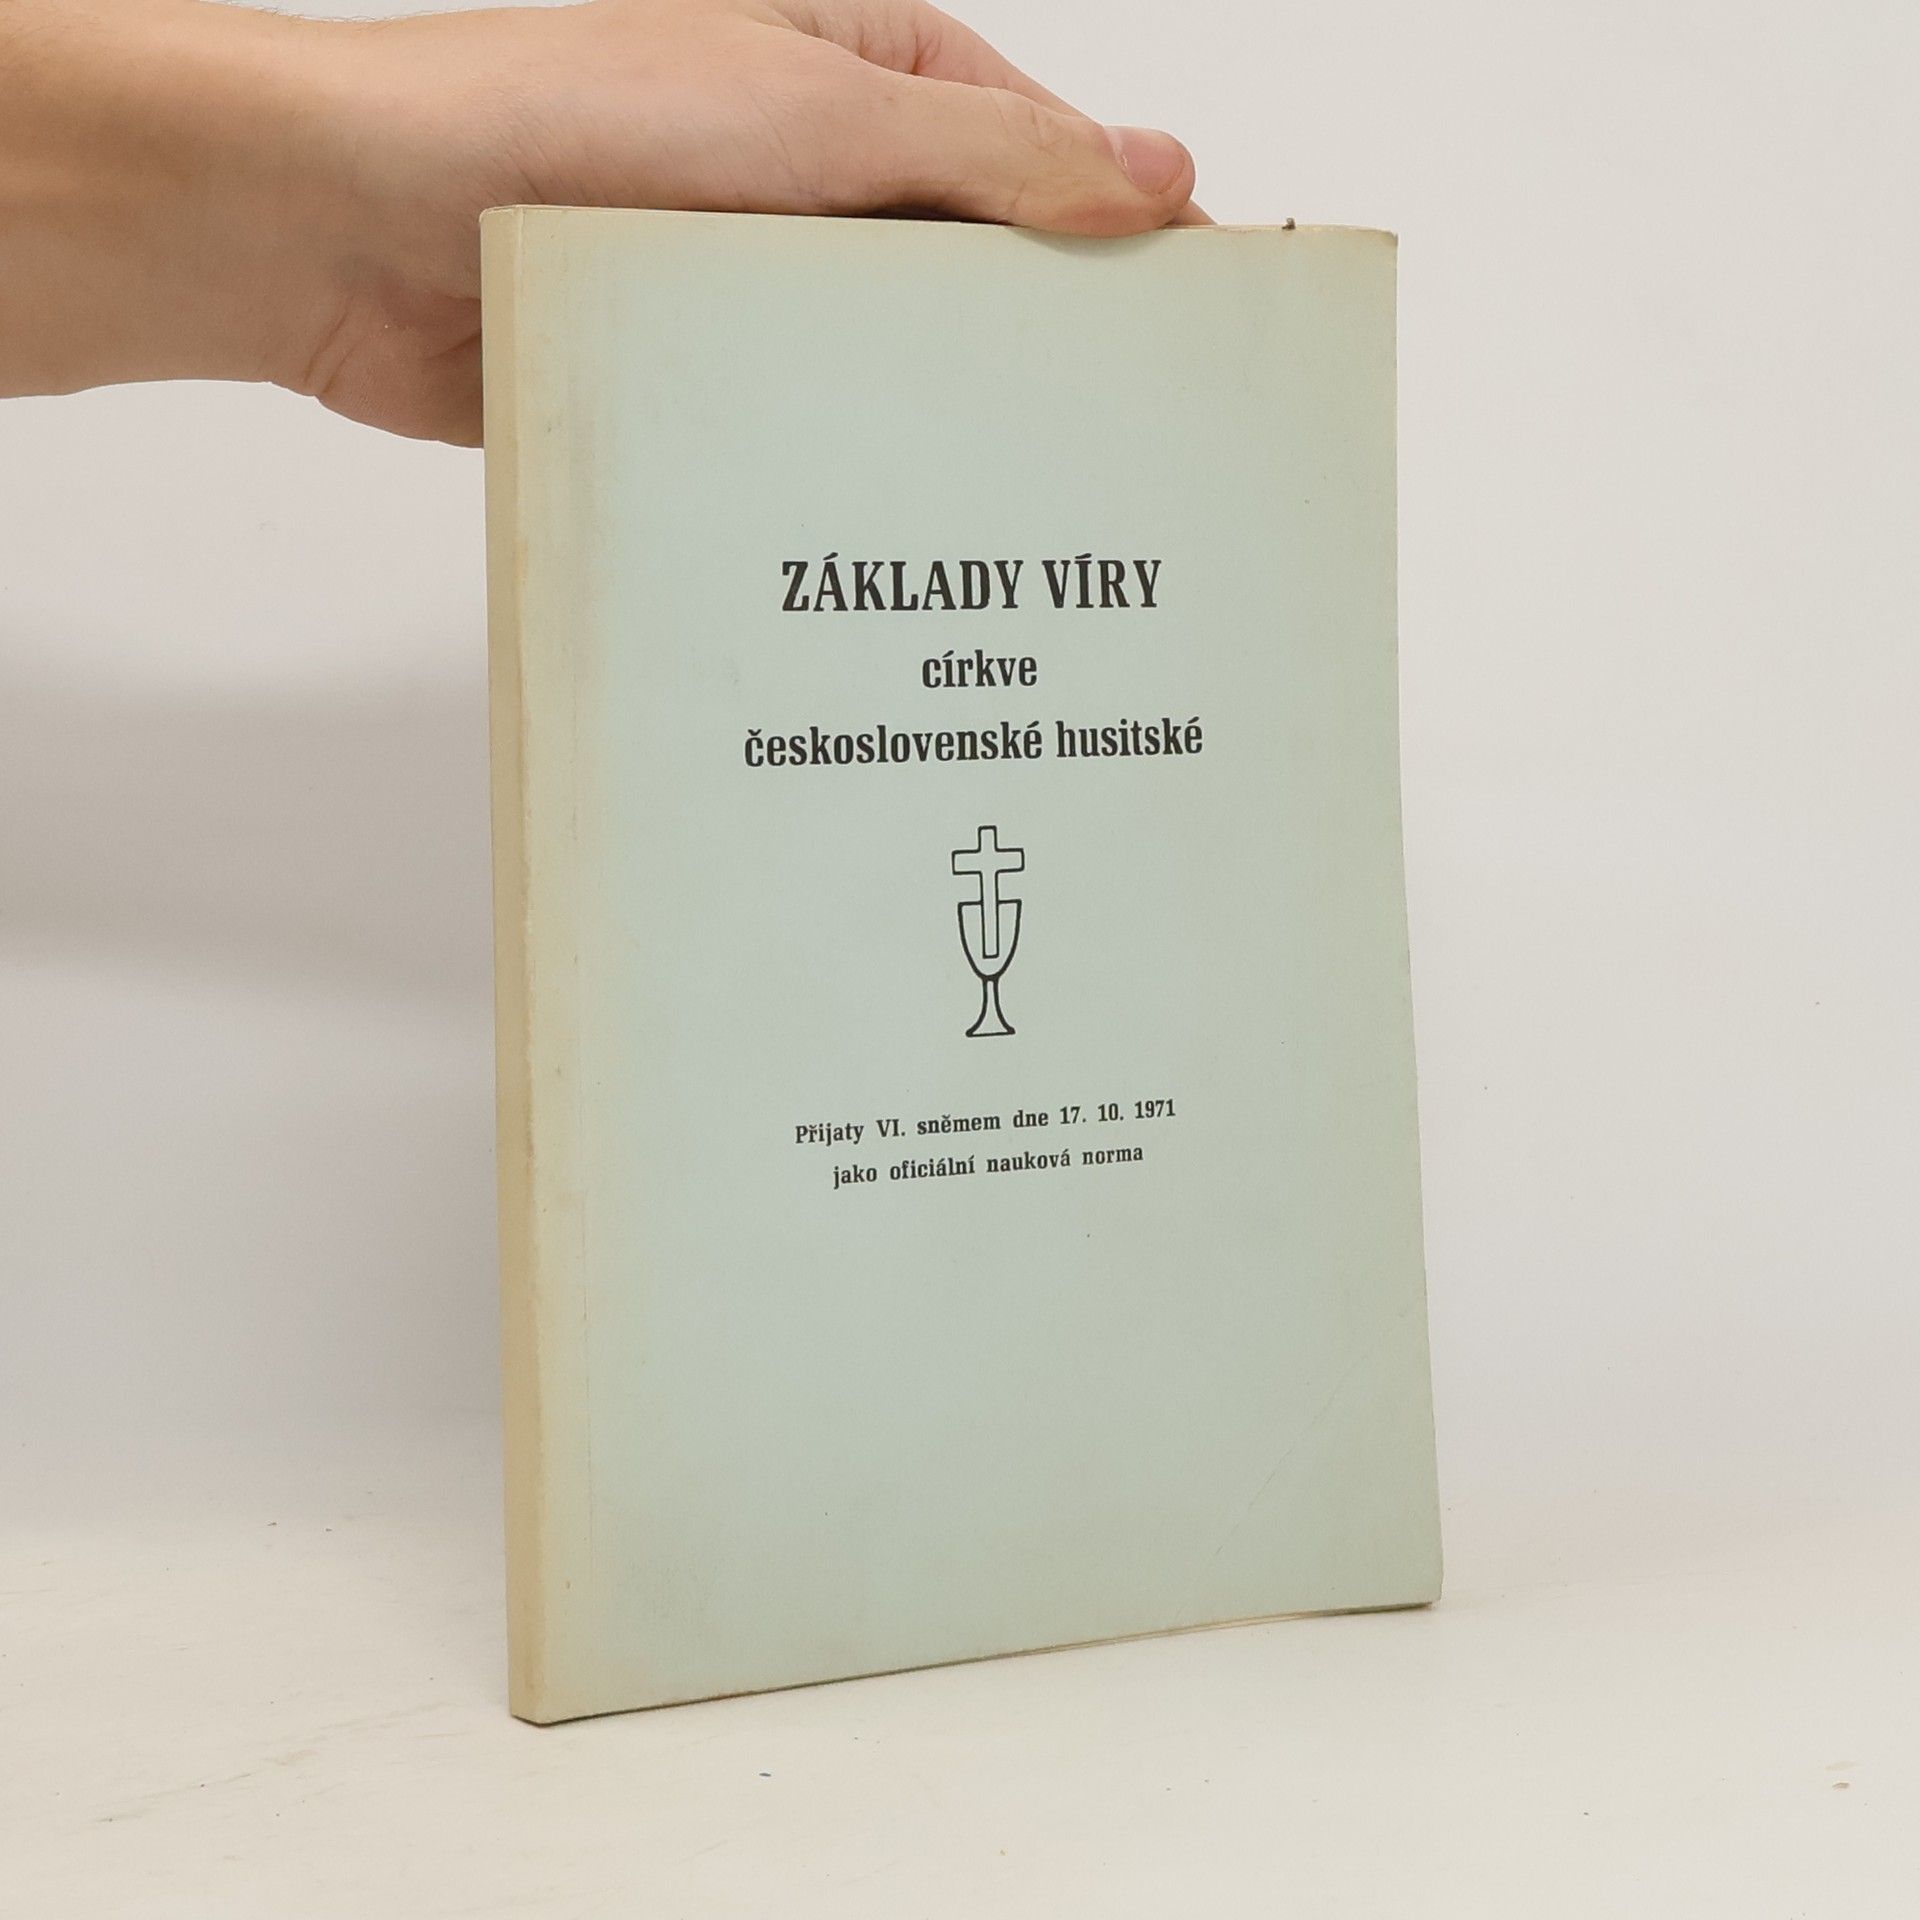 ZÁKLADY VÍRY
církve
československé husitské
Přijaty VI. sněmem dne 17. 10. 1971
jako oficiální nauková norma